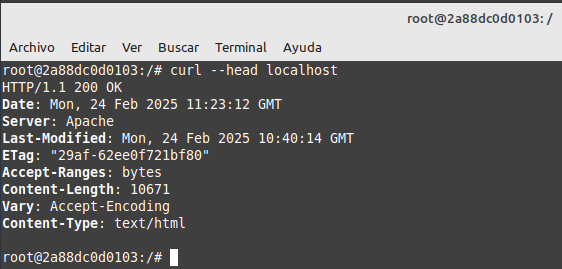 root@2a88dc0d0103: /
Archivo Editar Ver Buscar Terminal Ayuda
root@2a88dc0d0103:/# curl --head localhost
HTTP/1.1 200 OK
Date: Mon, 24 Feb 2025 11:23:12 GMT
Server: Apache
Last-Modified: Mon, 24 Feb 2025 10:40:14 GMT
ETag: "29af-62ee0f721bf80"
Accept-Ranges: bytes
Content-Length: 10671
Vary: Accept-Encoding
Content-Type: text/html
root@2a88dc0d0103:/#